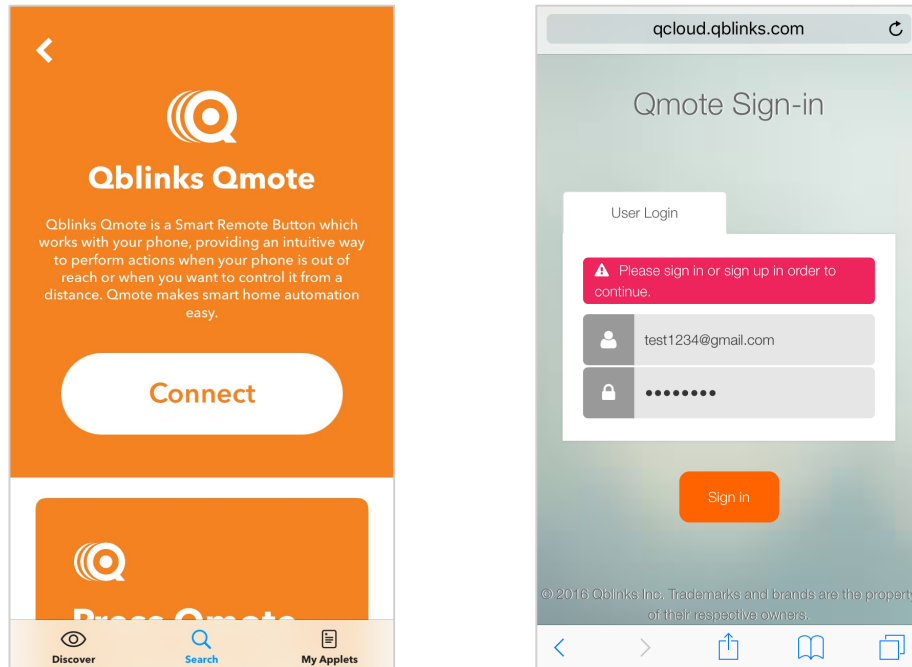 Qblinks Qmote
Qblinks Qmote is a Smart Remote Button which
works with your phone, providing an intuitive way
to perform actions when your phone is out of
reach or when you want to control it from a
distance. Qmote makes smart home automation
easy.
Connect
Press Qmote
Discover
Search
My Applets
qcloud.qblinks.com
Qmote Sign-in
User Login
Please sign in or sign up in order to
continue.
test1234@gmail.com
••••••••
Sign in
© 2016 Qblinks Inc. Trademarks and brands are the property
of their respective owners.